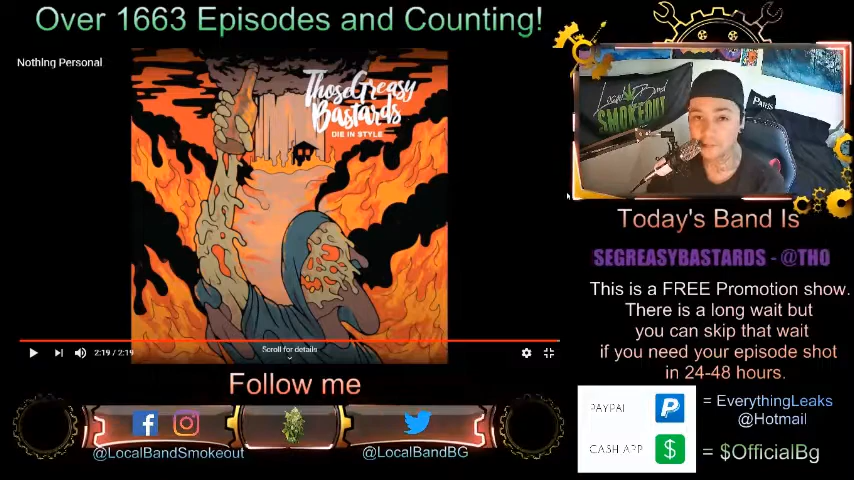 Over 1663 Episodes and Counting!
Nothing Personal
Those Greasy
Bastards
DIE IN STYLE
Local Band
SMOKEOUT
PARIS
Today's Band Is
SEGREASYBASTARDS - @THO
This is a FREE Promotion show.
There is a long wait but
you can skip that wait
if you need your episode shot
in 24-48 hours.
2:19 / 2:19
Scroll for details
Follow me
@LocalBandSmokeout
@LocalBandBG
PAYPAL
= EverythingLeaks
@Hotmail
CASH APP
$
= $OfficialBg